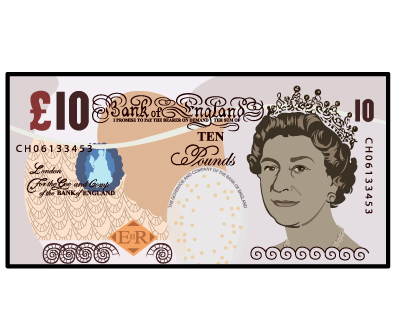 £10 Bank of England 10
I PROMISE TO PAY THE BEARER ON DEMAND THE SUM OF
TEN
Pounds
CH06133453
CH06133453
London
For the Gov and Comp
of the BANK of ENGLAND
THE GOVERNOR AND COMPANY OF THE BANK OF ENGLAND
EIIR